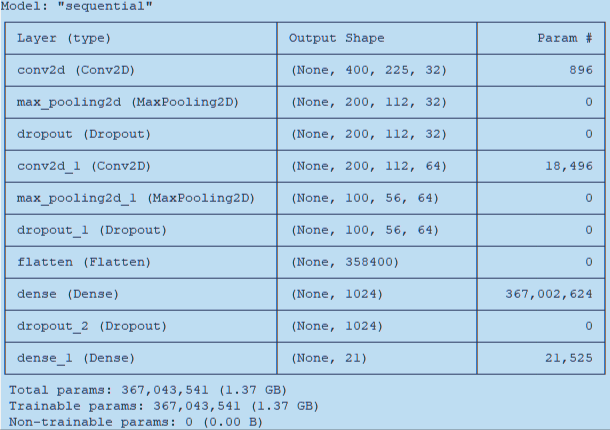 Model: "sequential"
Layer (type) Output Shape Param #
conv2d (Conv2D) (None, 400, 225, 32) 896
max_pooling2d (MaxPooling2D) (None, 200, 112, 32) 0
dropout (Dropout) (None, 200, 112, 32) 0
conv2d_1 (Conv2D) (None, 200, 112, 64) 18,496
max_pooling2d_1 (MaxPooling2D) (None, 100, 56, 64) 0
dropout_1 (Dropout) (None, 100, 56, 64) 0
flatten (Flatten) (None, 358400) 0
dense (Dense) (None, 1024) 367,002,624
dropout_2 (Dropout) (None, 1024) 0
dense_1 (Dense) (None, 21) 21,525
Total params: 367,043,541 (1.37 GB)
Trainable params: 367,043,541 (1.37 GB)
Non-trainable params: 0 (0.00 B)